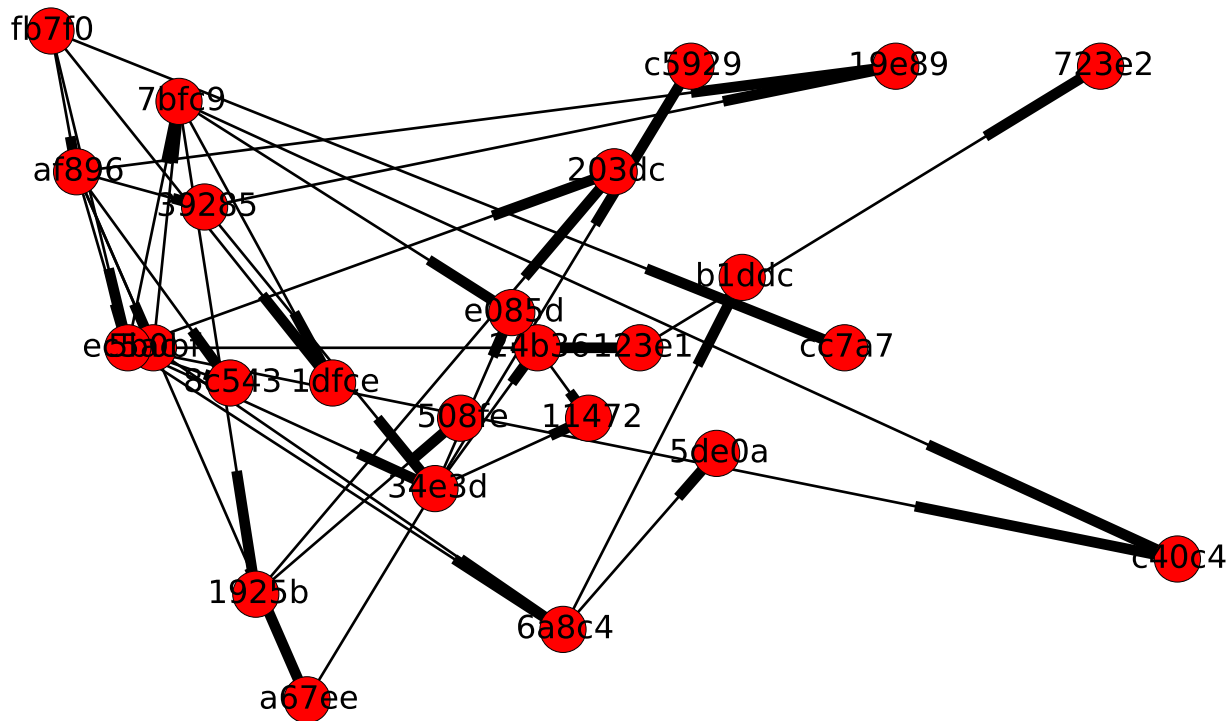 fb7f0
c5929
19e89
723e2
7bfc9
af896
203dc
39285
b1ddc
e085d
123e1
cc7a7
8c543
1dfce
508fe
11472
5de0a
34e3d
c40c4
1925b
6a8c4
a67ee